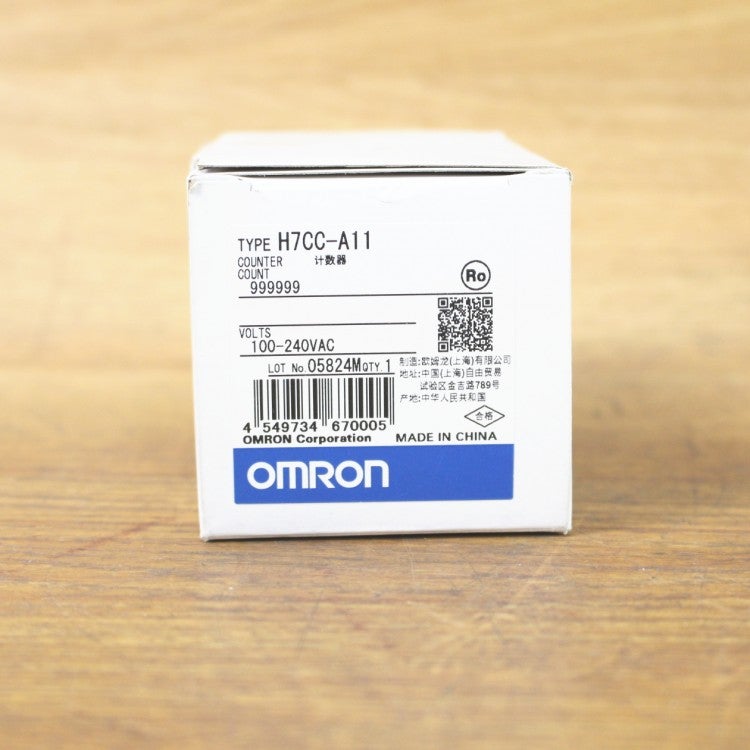 TYPE H7CC-A11
COUNTER 计数器
COUNT
999999
Ro
VOLTS
100-240VAC
LOT No. 05824M QTY. 1
制造:欧姆龙(上海)有限公司
地址:中国(上海)自由贸易
试验区金吉路789号
产地:中华人民共和国
合格
4 549734 670005
OMRON Corporation
MADE IN CHINA
OMRON